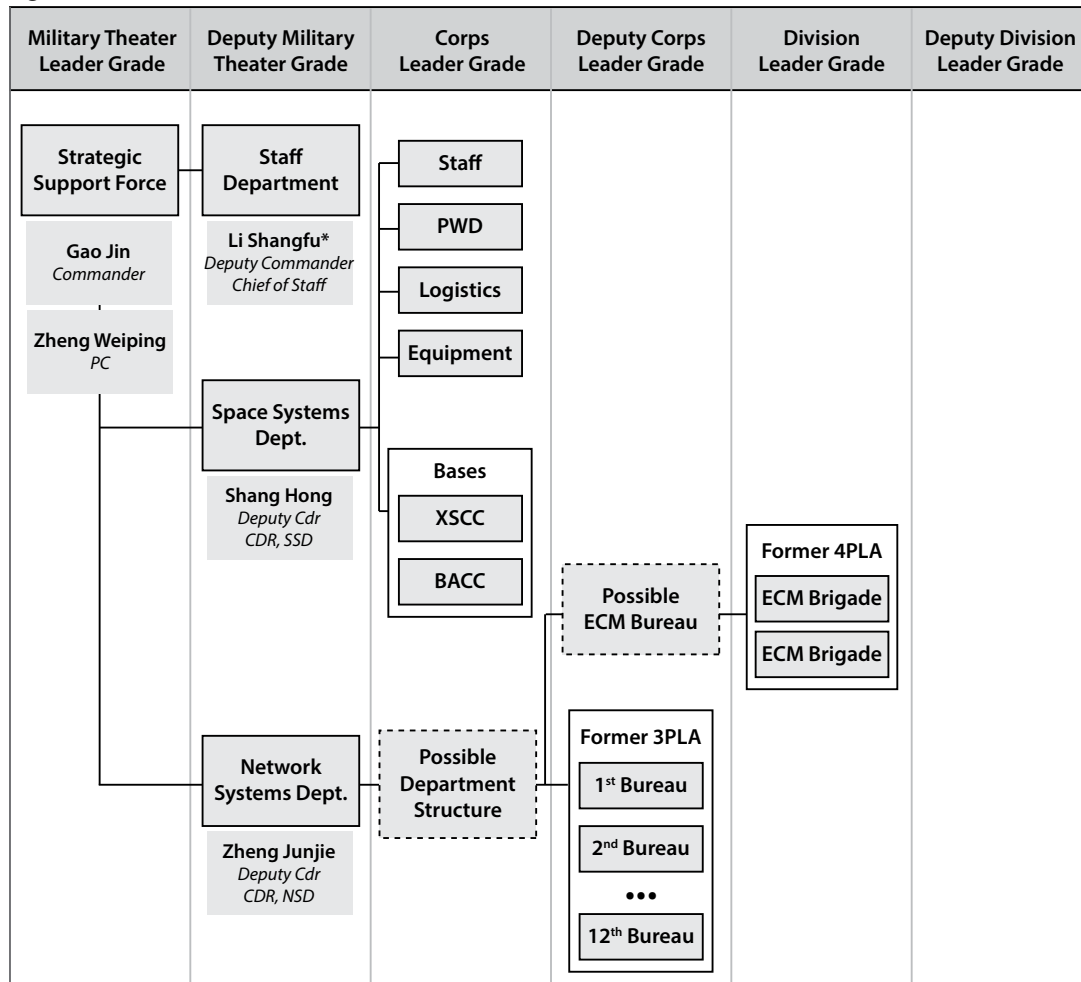 Military Theater
Leader Grade
Deputy Military
Theater Grade
Corps
Leader Grade
Deputy Corps
Leader Grade
Division
Leader Grade
Deputy Division
Leader Grade
Strategic
Support Force
Gao Jin
Commander
Zheng Weiping
PC
Staff
Department
Li Shangfu*
Deputy Commander
Chief of Staff
Space Systems
Dept.
Shang Hong
Deputy Cdr
CDR, SSD
Network
Systems Dept.
Zheng Junjie
Deputy Cdr
CDR, NSD
Staff
PWD
Logistics
Equipment
Bases
XSCC
BACC
Possible
Department
Structure
Possible
ECM Bureau
Former 3PLA
1st Bureau
2nd Bureau
•••
12th Bureau
Former 4PLA
ECM Brigade
ECM Brigade